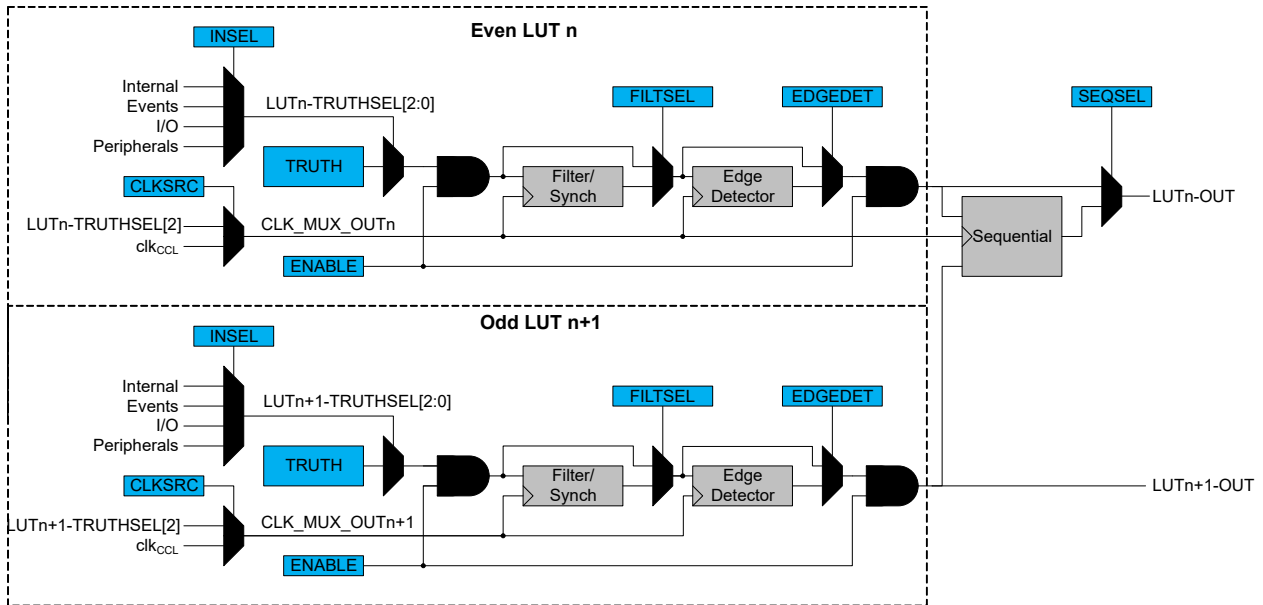 Even LUT n
INSEL
Internal
Events
I/O
Peripherals
LUTn-TRUTHSEL[2:0]
FILTSEL
EDGEDET
SEQSEL
TRUTH
Filter/
Synch
Edge
Detector
CLKSRC
LUTn-TRUTHSEL[2]
clkCCL
CLK_MUX_OUTn
ENABLE
Sequential
LUTn-OUT
Odd LUT n+1
INSEL
Internal
Events
I/O
Peripherals
LUTn+1-TRUTHSEL[2:0]
FILTSEL
EDGEDET
TRUTH
Filter/
Synch
Edge
Detector
CLKSRC
LUTn+1-TRUTHSEL[2]
clkCCL
CLK_MUX_OUTn+1
ENABLE
LUTn+1-OUT